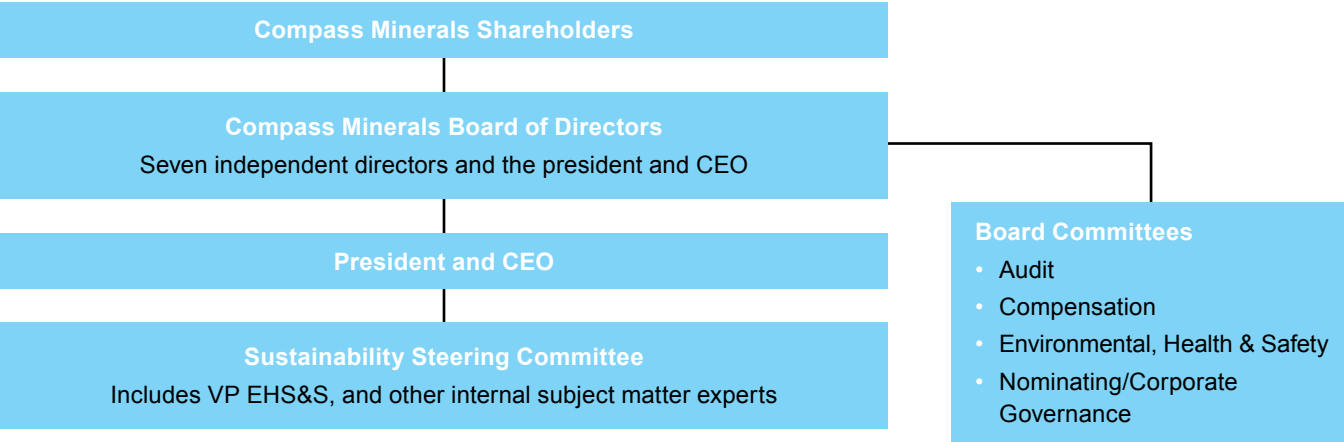 Compass Minerals Shareholders
Compass Minerals Board of Directors
Seven independent directors and the president and CEO
President and CEO
Sustainability Steering Committee
Includes VP EHS&S, and other internal subject matter experts
Board Committees
• Audit
• Compensation
• Environmental, Health & Safety
• Nominating/Corporate
Governance